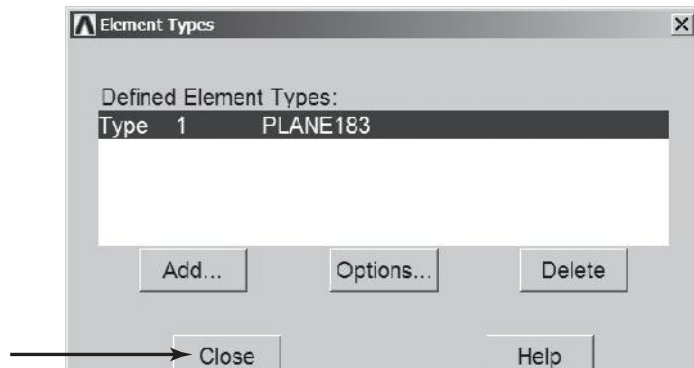 Element Types
Defined Element Types:
Type 1 PLANE183
Add... Options... Delete
Close Help